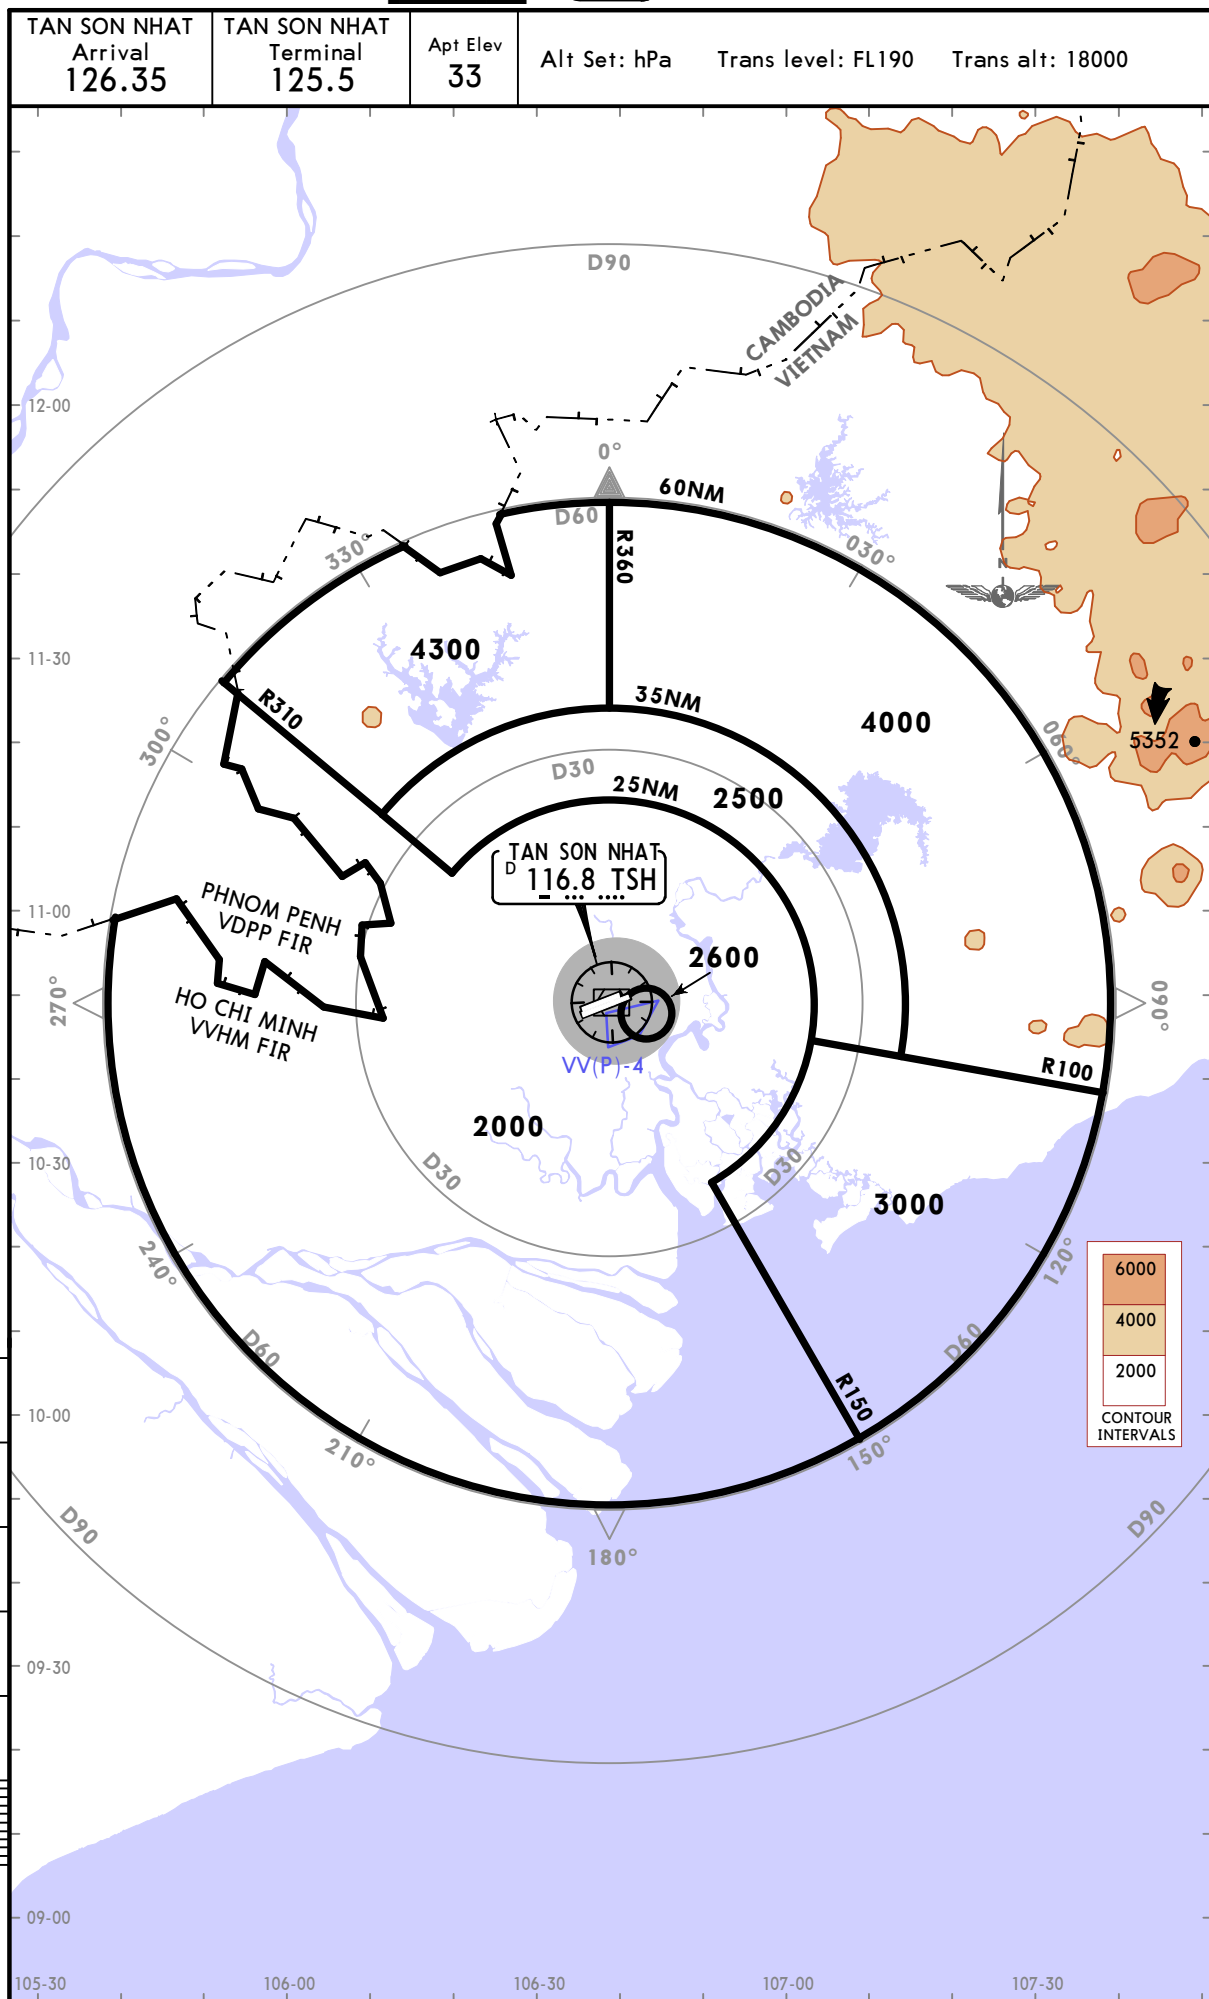 TAN SON NHAT
Arrival
126.35
TAN SON NHAT
Terminal
125.5
Apt Elev
33
Alt Set: hPa
Trans level: FL190
Trans alt: 18000
D90
CAMBODIA
VIETNAM
12-00
0°
60NM
D60
R360
330°
030°
N
11-30
4300
R310
35NM
4000
300°
060°
5352
D30
25NM
2500
TAN SON NHAT
D
116.8 TSH
11-00
PHNOM PENH
VDPP FIR
2600
270°
090°
HO CHI MINH
VVHM FIR
VV(P)-4
R100
2000
10-30
D30
D30
3000
240°
120°
6000
4000
2000
CONTOUR
INTERVALS
D60
D60
R150
10-00
210°
150°
D90
D90
180°
09-30
09-00
105-30
106-00
106-30
107-00
107-30